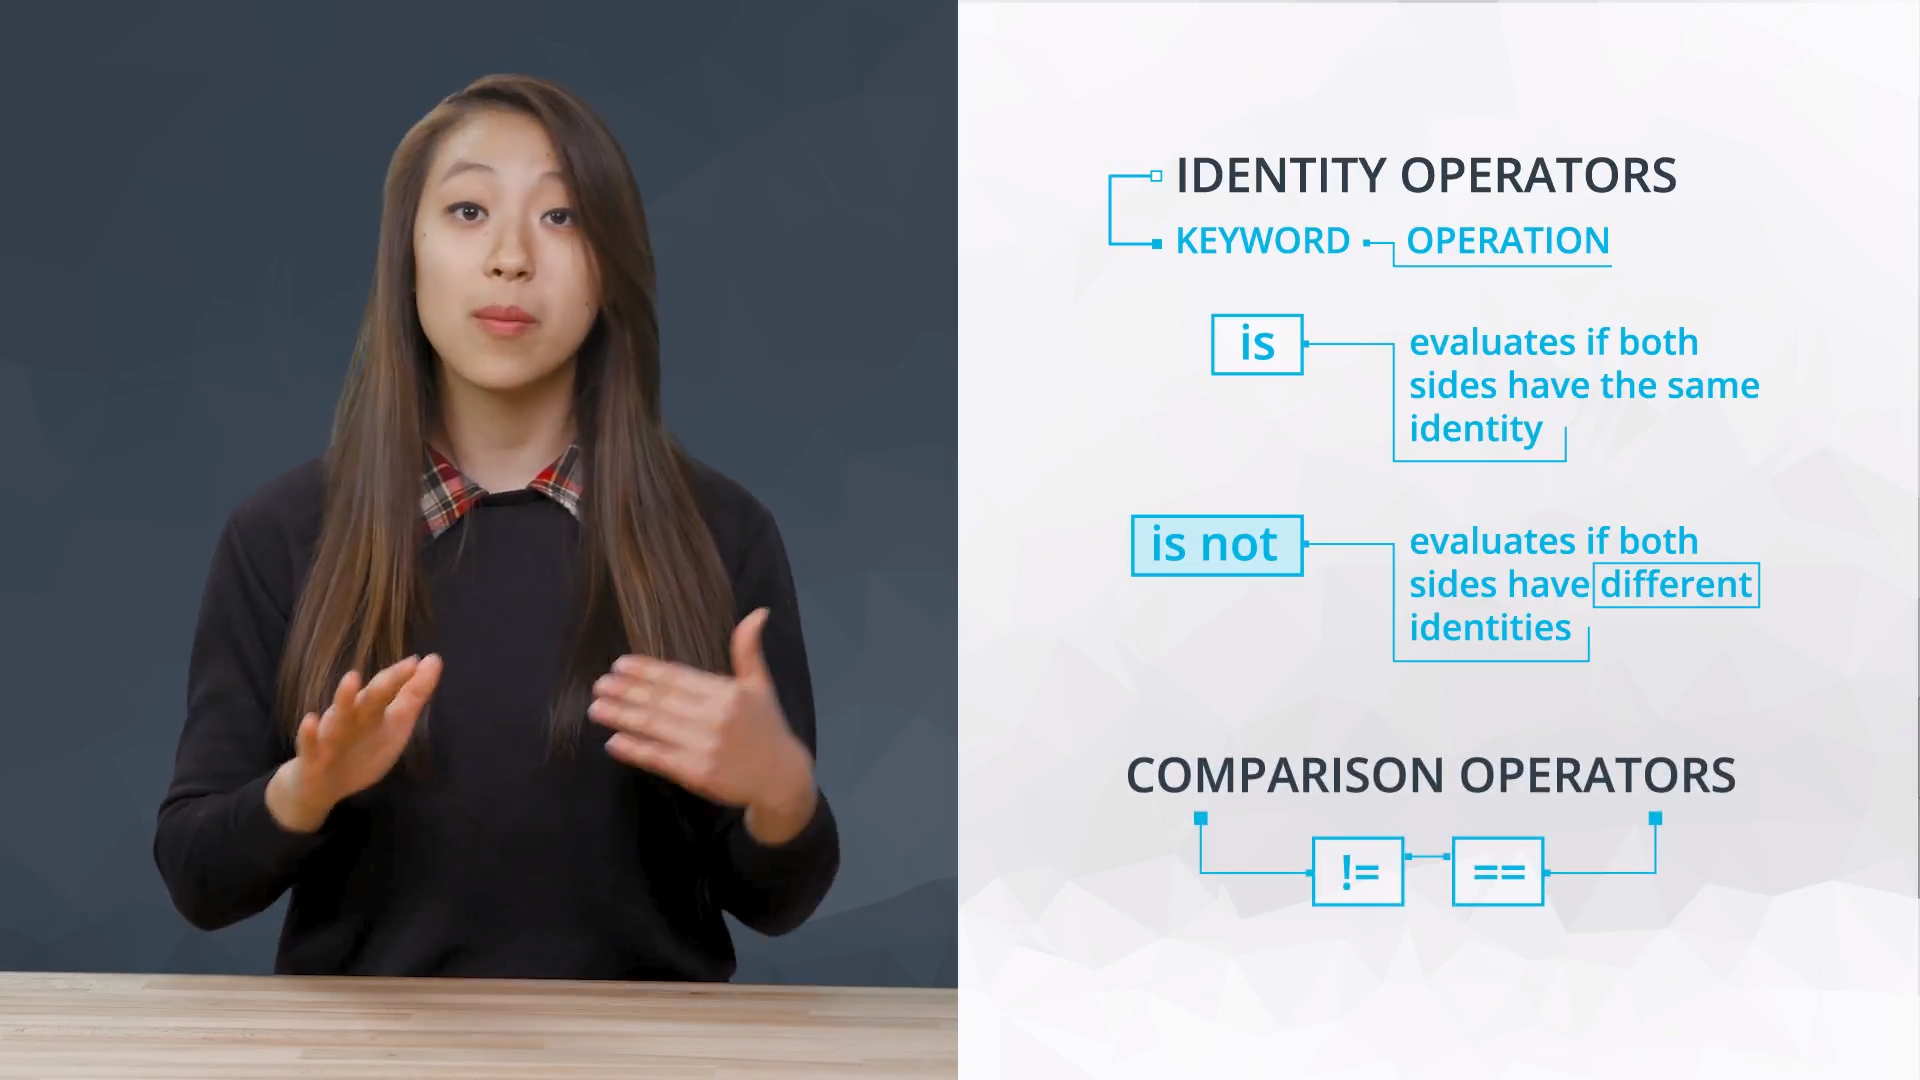 IDENTITY OPERATORS
KEYWORD OPERATION
is
evaluates if both
sides have the same
identity
is not
evaluates if both
sides have different
identities
COMPARISON OPERATORS
!= ==